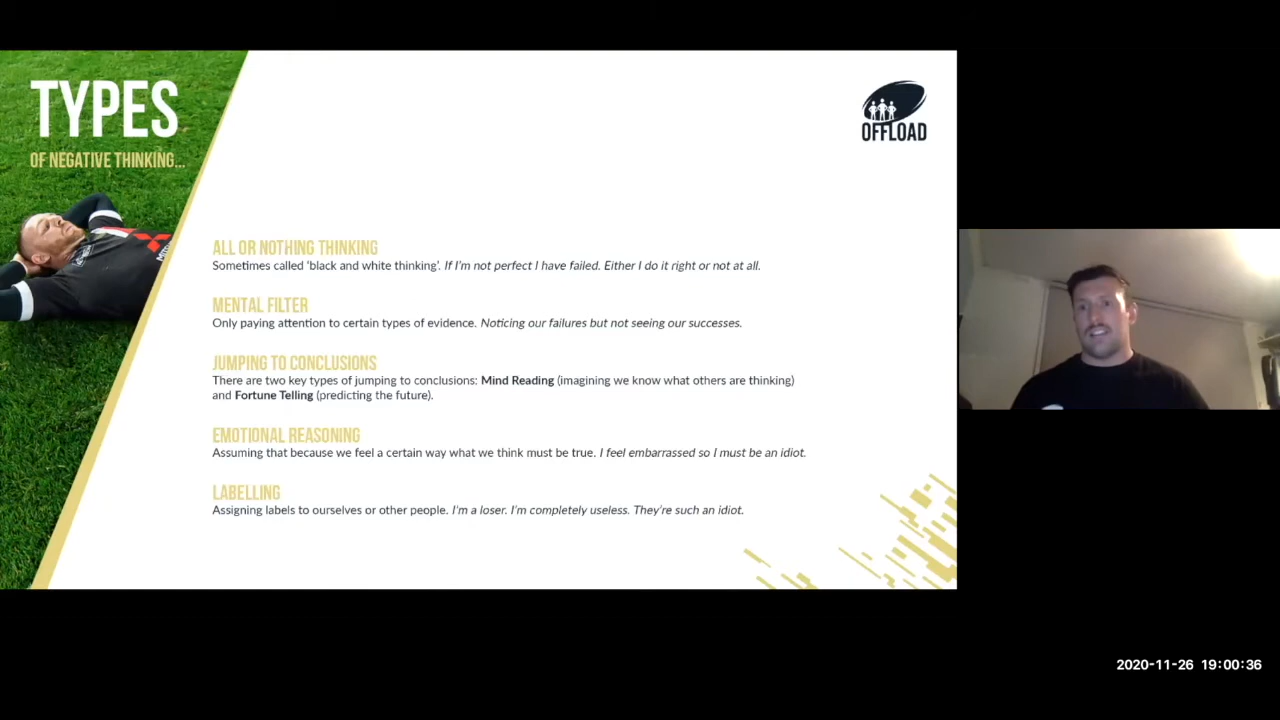 TYPES
OF NEGATIVE THINKING...
OFFLOAD
ALL OR NOTHING THINKING
Sometimes called 'black and white thinking'. If I'm not perfect I have failed. Either I do it right or not at all.
MENTAL FILTER
Only paying attention to certain types of evidence. Noticing our failures but not seeing our successes.
JUMPING TO CONCLUSIONS
There are two key types of jumping to conclusions: Mind Reading (imagining we know what others are thinking)
and Fortune Telling (predicting the future).
EMOTIONAL REASONING
Assuming that because we feel a certain way what we think must be true. I feel embarrassed so I must be an idiot.
LABELLING
Assigning labels to ourselves or other people. I'm a loser. I'm completely useless. They're such an idiot.
2020-11-26 19:00:36